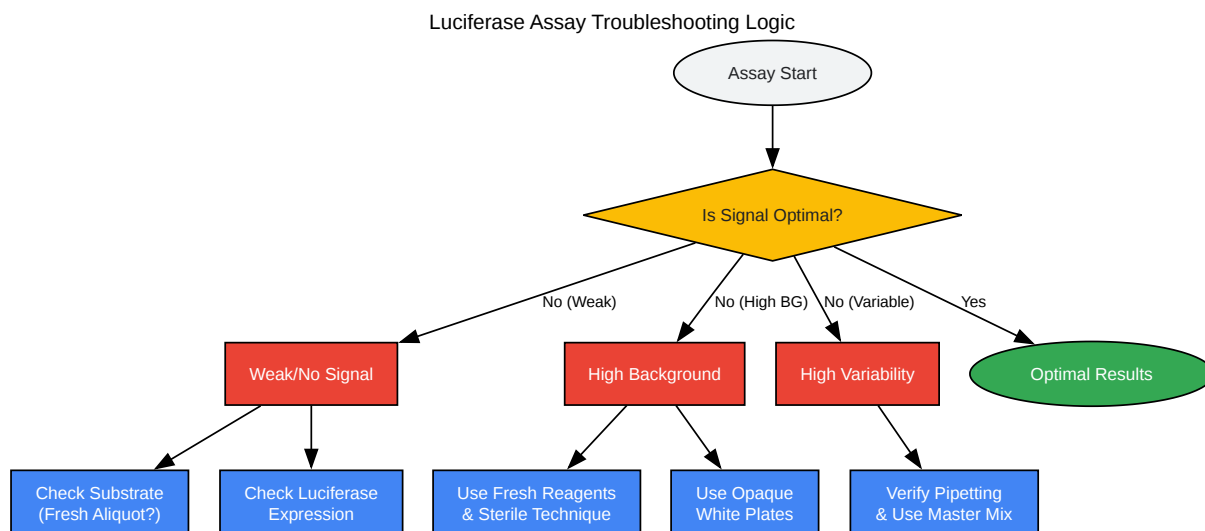 Luciferase Assay Troubleshooting Logic
Assay Start
Is Signal Optimal?
No (Weak)
No (High BG)
No (Variable)
Yes
Weak/No Signal
High Background
High Variability
Optimal Results
Check Substrate
(Fresh Aliquot?)
Check Luciferase
Expression
Use Fresh Reagents
& Sterile Technique
Use Opaque
White Plates
Verify Pipetting
& Use Master Mix